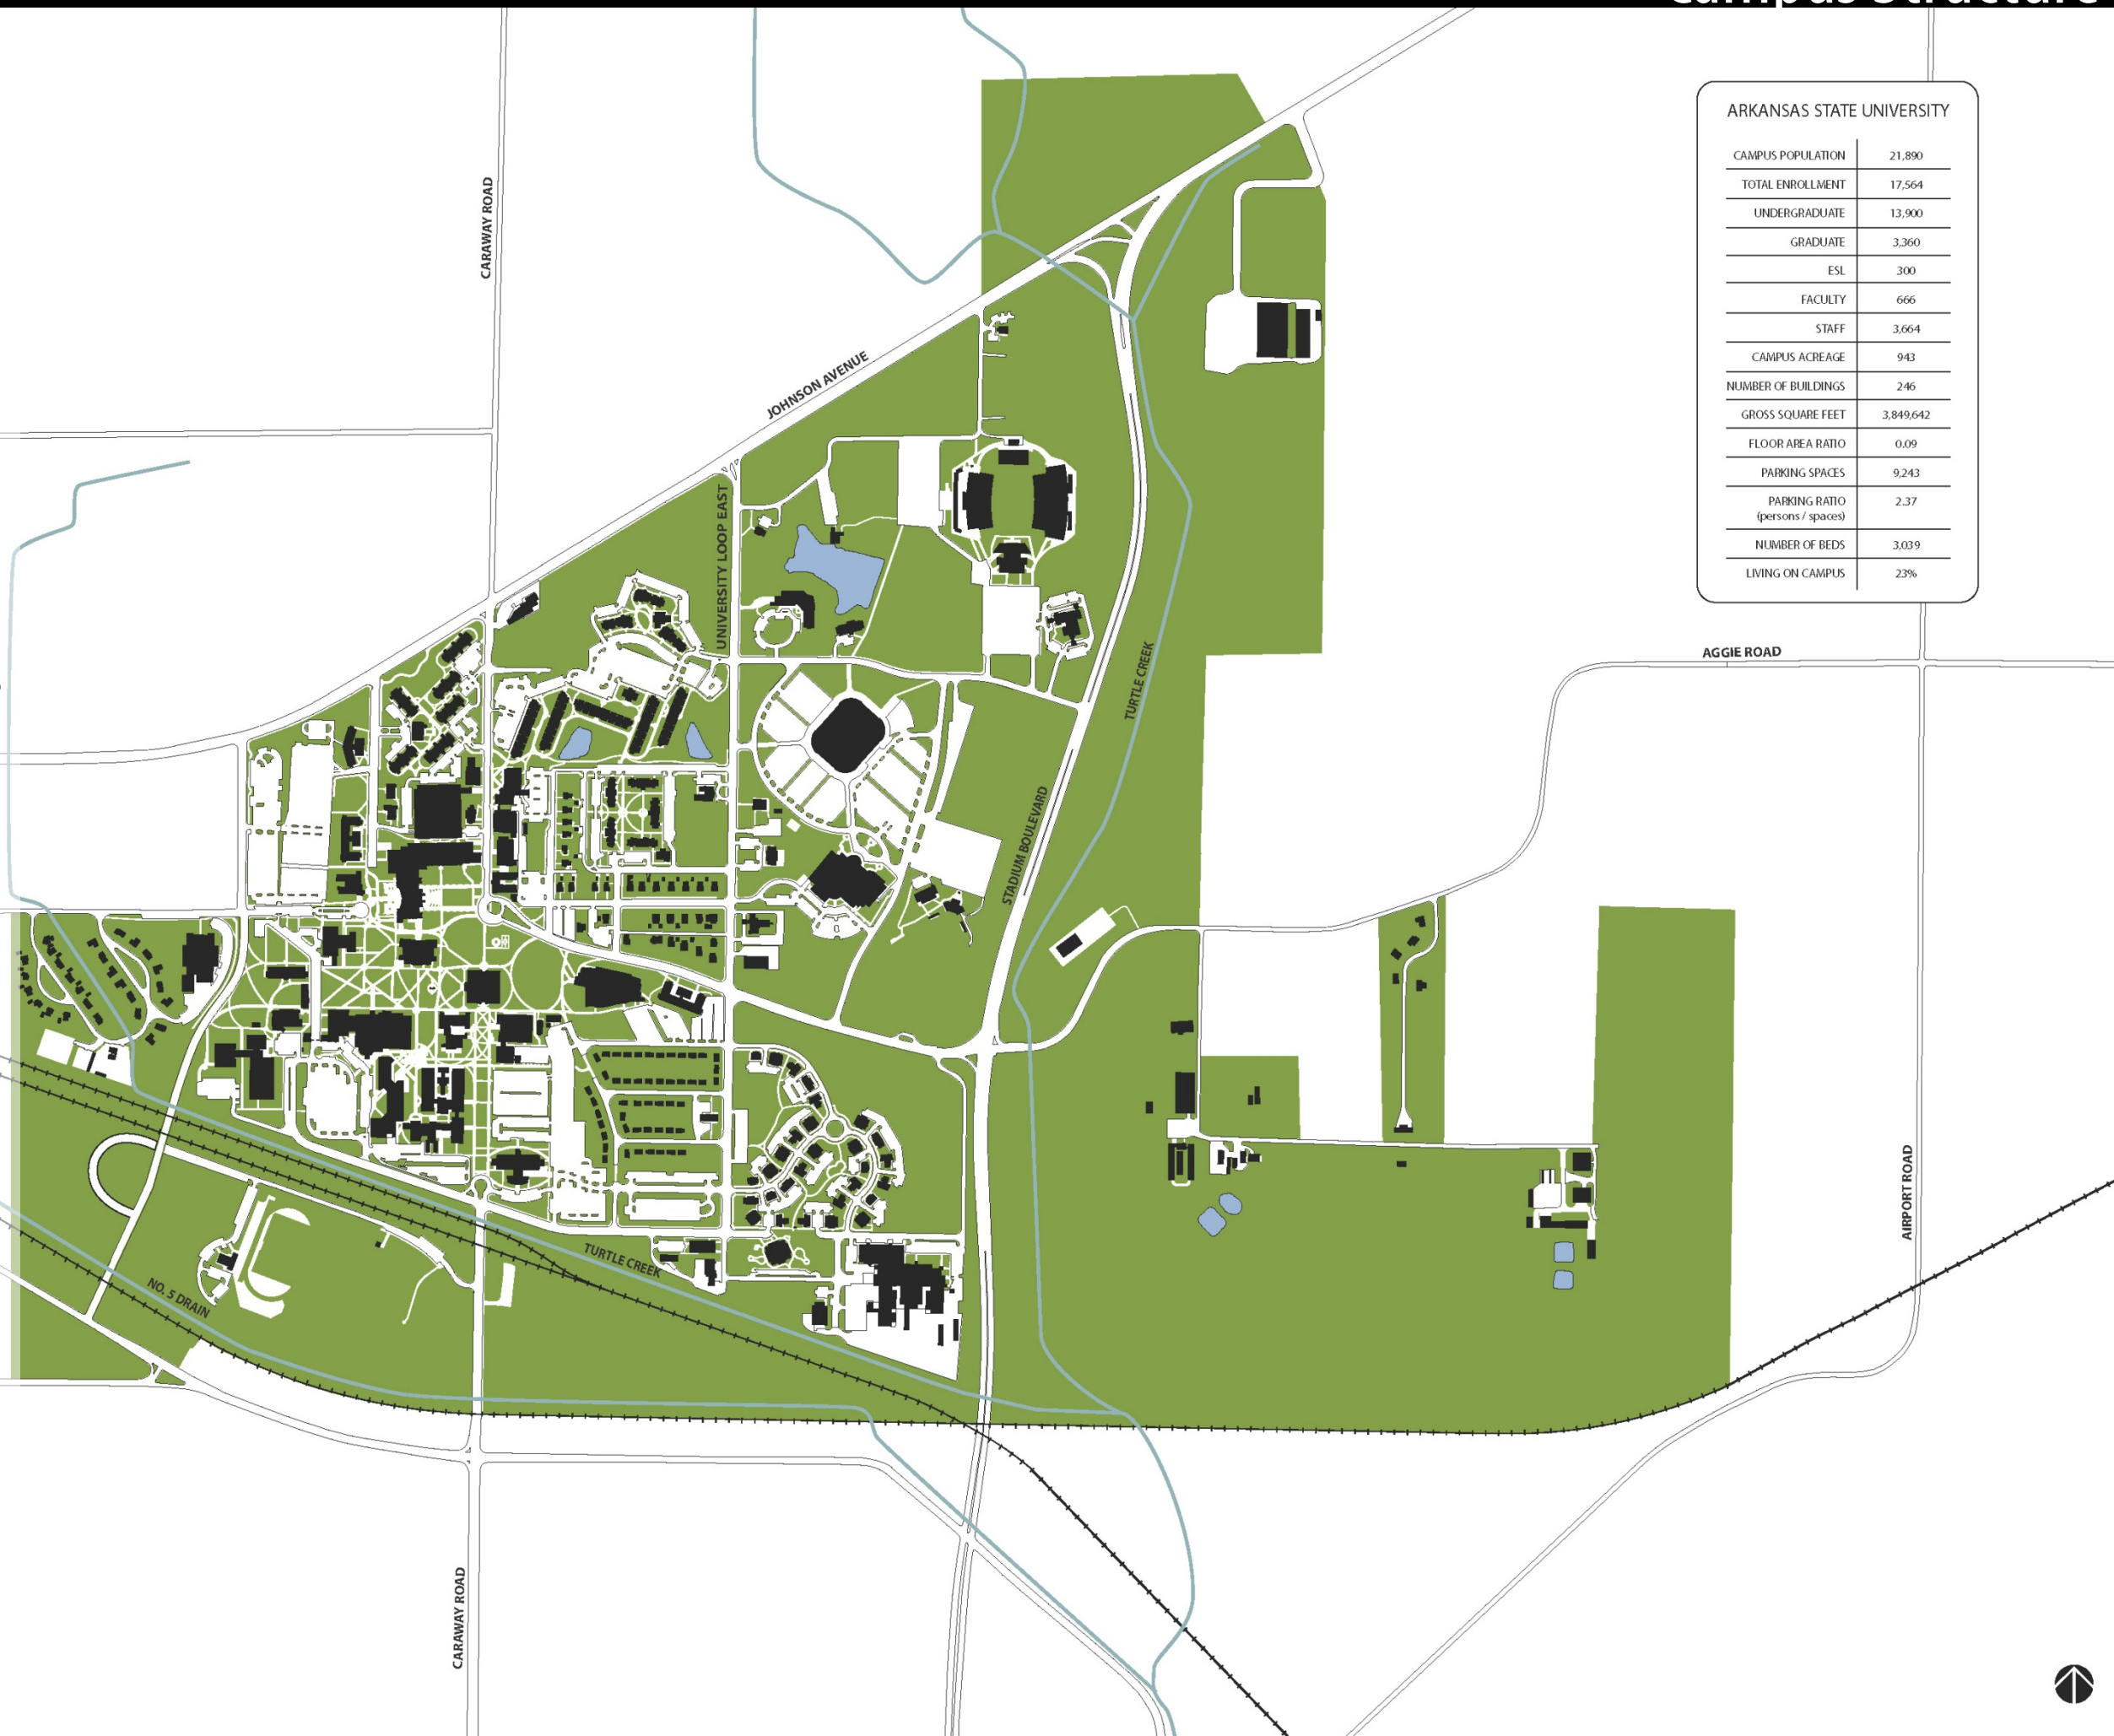 Campus Structure
ARKANSAS STATE UNIVERSITY
CAMPUS POPULATION 21,890
TOTAL ENROLLMENT 17,564
UNDERGRADUATE 13,900
GRADUATE 3,360
ESL 300
FACULTY 666
STAFF 3,664
CAMPUS ACREAGE 943
NUMBER OF BUILDINGS 246
GROSS SQUARE FEET 3,849,642
FLOOR AREA RATIO 0.09
PARKING SPACES 9,243
PARKING RATIO 2.37
(persons / spaces)
NUMBER OF BEDS 3,039
LIVING ON CAMPUS 23%
CARAWAY ROAD
JOHNSON AVENUE
UNIVERSITY LOOP EAST
TURTLE CREEK
AGGIE ROAD
STADIUM BOULEVARD
AIRPORT ROAD
TURTLE CREEK
NO. 5 DRAIN
CARAWAY ROAD